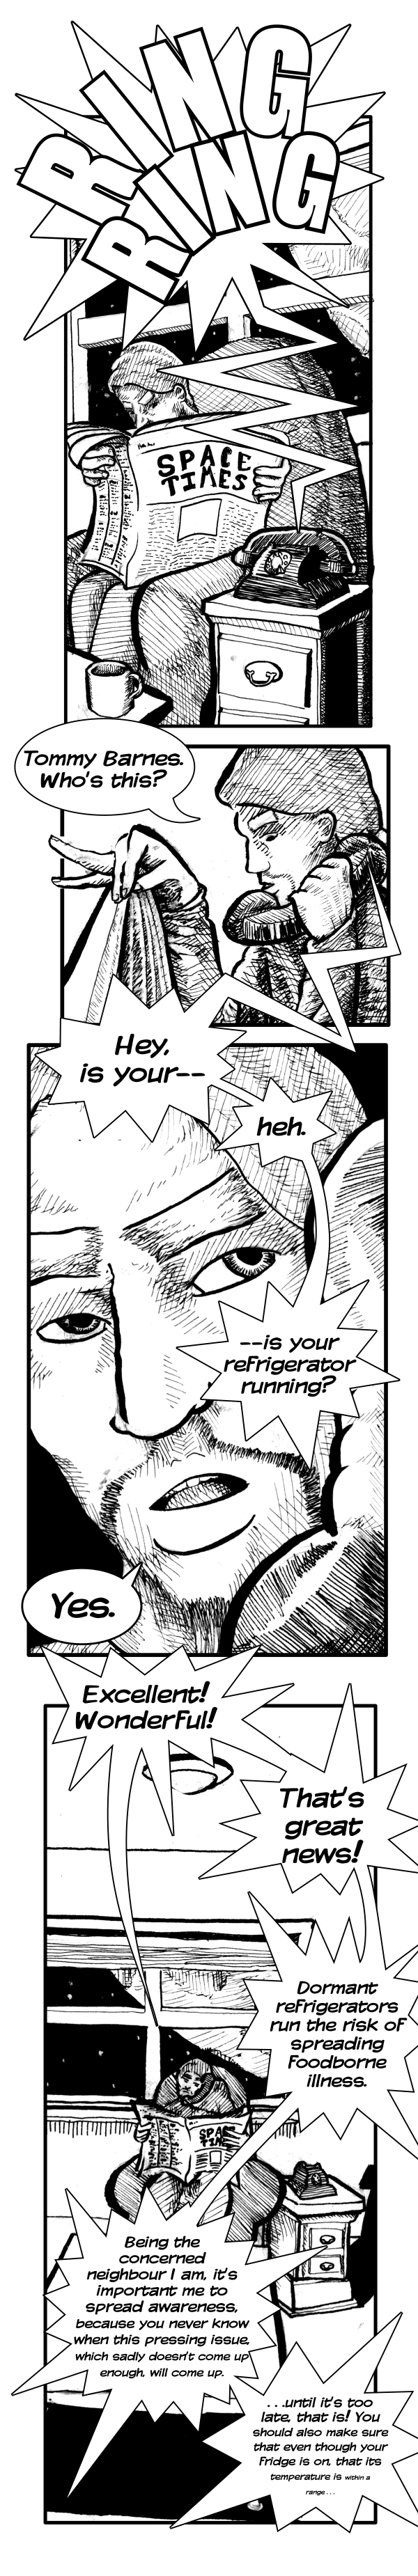 RING
RING
SPACE
TIMES
Tommy Barnes.
Who's this?
Hey,
is your--
heh.
--is your
refrigerator
running?
Yes.
Excellent!
Wonderful!
That's
great
news!
Dormant
refrigerators
run the risk of
spreading
foodborne
illness.
SPACE
TIMES
Being the
concerned
neighbour I am, it's
important me to
spread awareness,
because you never know
when this pressing issue,
which sadly doesn't come up
enough, will come up.
. . .until it's too
late, that is! You
should also make sure
that even though your
fridge is on, that its
temperature is within a
range . . .